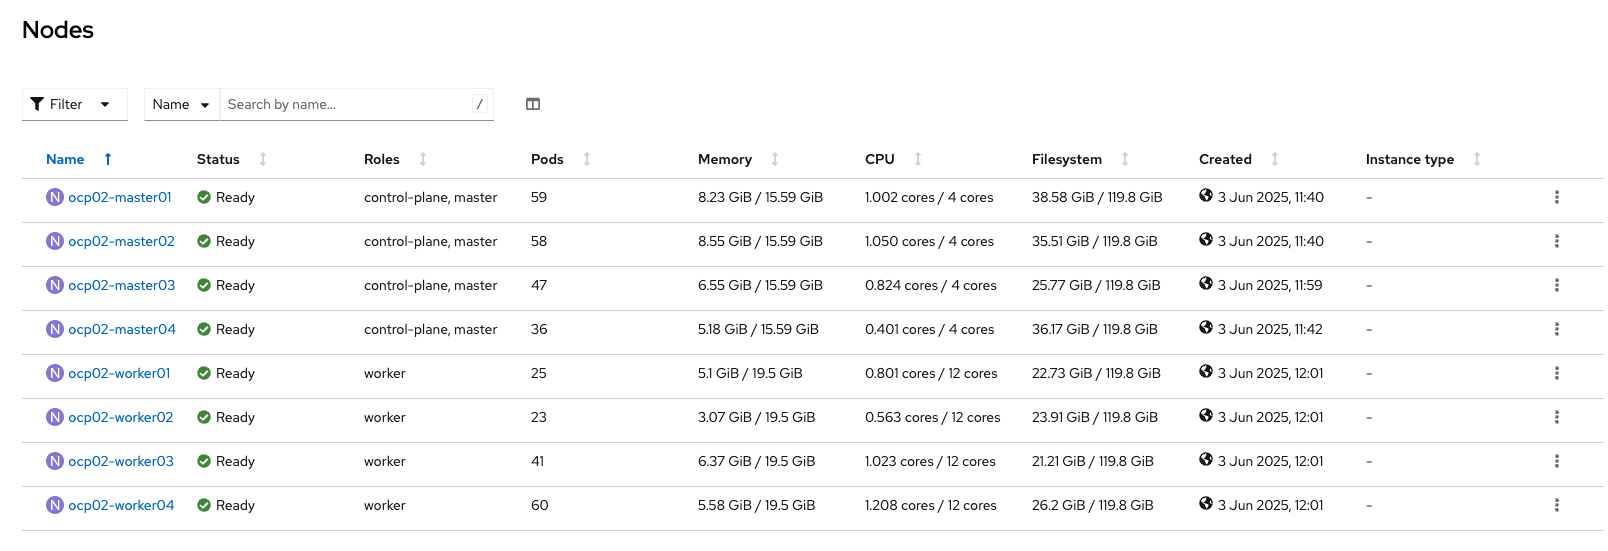 Nodes
Filter Name Search by name... /
Name Status Roles Pods Memory CPU Filesystem Created Instance type
N ocp02-master01 Ready control-plane, master 59 8.23 GiB / 15.59 GiB 1.002 cores / 4 cores 38.58 GiB / 119.8 GiB 3 Jun 2025, 11:40 -
N ocp02-master02 Ready control-plane, master 58 8.55 GiB / 15.59 GiB 1.050 cores / 4 cores 35.51 GiB / 119.8 GiB 3 Jun 2025, 11:40 -
N ocp02-master03 Ready control-plane, master 47 6.55 GiB / 15.59 GiB 0.824 cores / 4 cores 25.77 GiB / 119.8 GiB 3 Jun 2025, 11:59 -
N ocp02-master04 Ready control-plane, master 36 5.18 GiB / 15.59 GiB 0.401 cores / 4 cores 36.17 GiB / 119.8 GiB 3 Jun 2025, 11:42 -
N ocp02-worker01 Ready worker 25 5.1 GiB / 19.5 GiB 0.801 cores / 12 cores 22.73 GiB / 119.8 GiB 3 Jun 2025, 12:01 -
N ocp02-worker02 Ready worker 23 3.07 GiB / 19.5 GiB 0.563 cores / 12 cores 23.91 GiB / 119.8 GiB 3 Jun 2025, 12:01 -
N ocp02-worker03 Ready worker 41 6.37 GiB / 19.5 GiB 1.023 cores / 12 cores 21.21 GiB / 119.8 GiB 3 Jun 2025, 12:01 -
N ocp02-worker04 Ready worker 60 5.58 GiB / 19.5 GiB 1.208 cores / 12 cores 26.2 GiB / 119.8 GiB 3 Jun 2025, 12:01 -